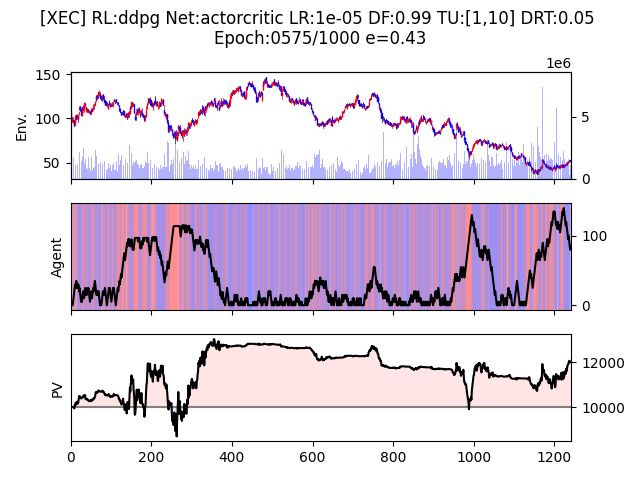 [XEC] RL:ddpg Net:actorcritic LR:1e-05 DF:0.99 TU:[1,10] DRT:0.05
Epoch:0575/1000 e=0.43
1e6
150
100
50
Env.
5
0
Agent
100
0
PV
12000
10000
0
200
400
600
800
1000
1200